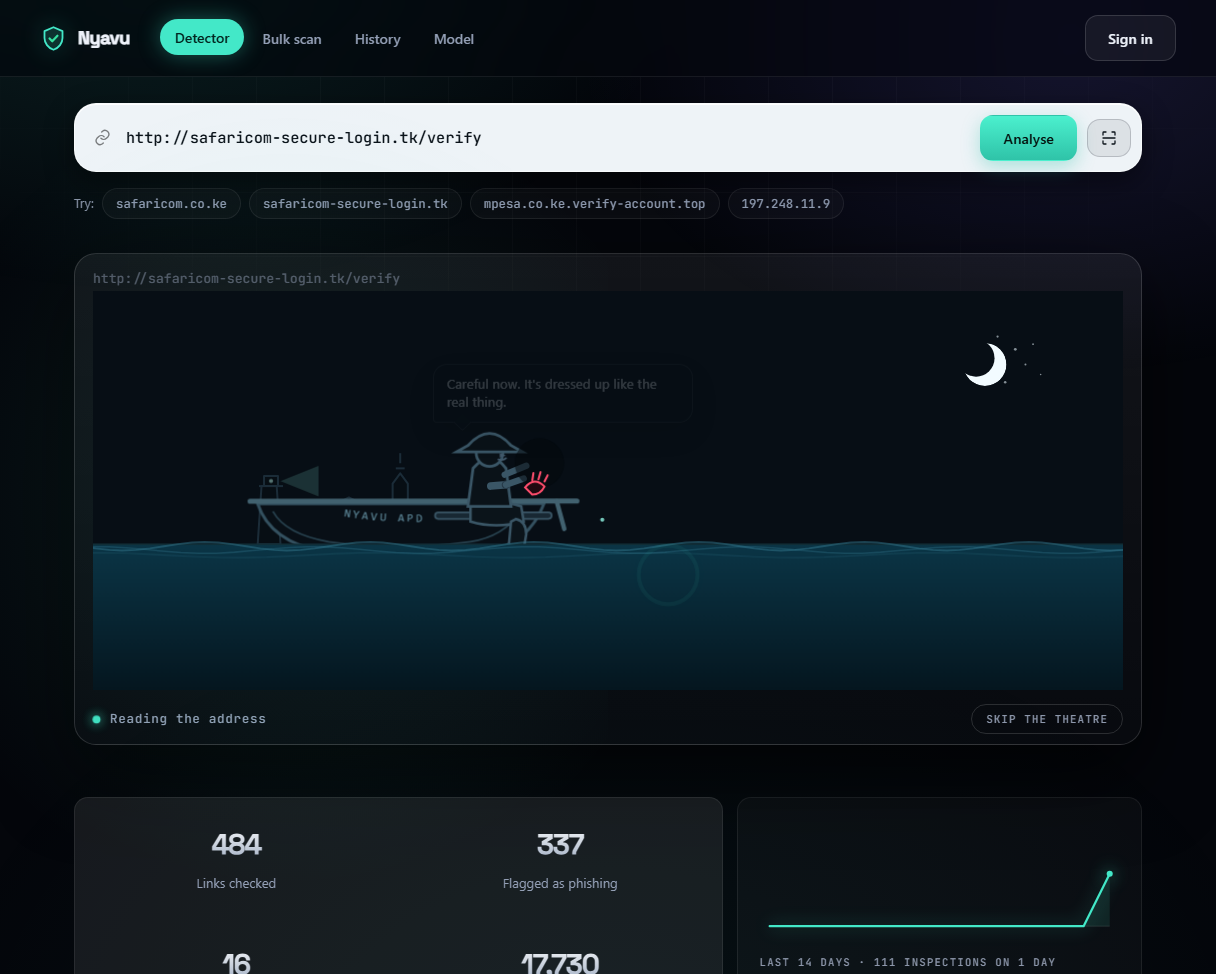 Nyavu
Detector
Bulk scan
History
Model
Sign in
http://safaricom-secure-login.tk/verify
Analyse
Try:
safaricom.co.ke
safaricom-secure-login.tk
mpesa.co.ke.verify-account.top
197.248.11.9
http://safaricom-secure-login.tk/verify
Careful now. It's dressed up like the
real thing.
NYAVU APD
Reading the address
SKIP THE THEATRE
484
Links checked
337
Flagged as phishing
16
17,730
LAST 14 DAYS · 111 INSPECTIONS ON 1 DAY